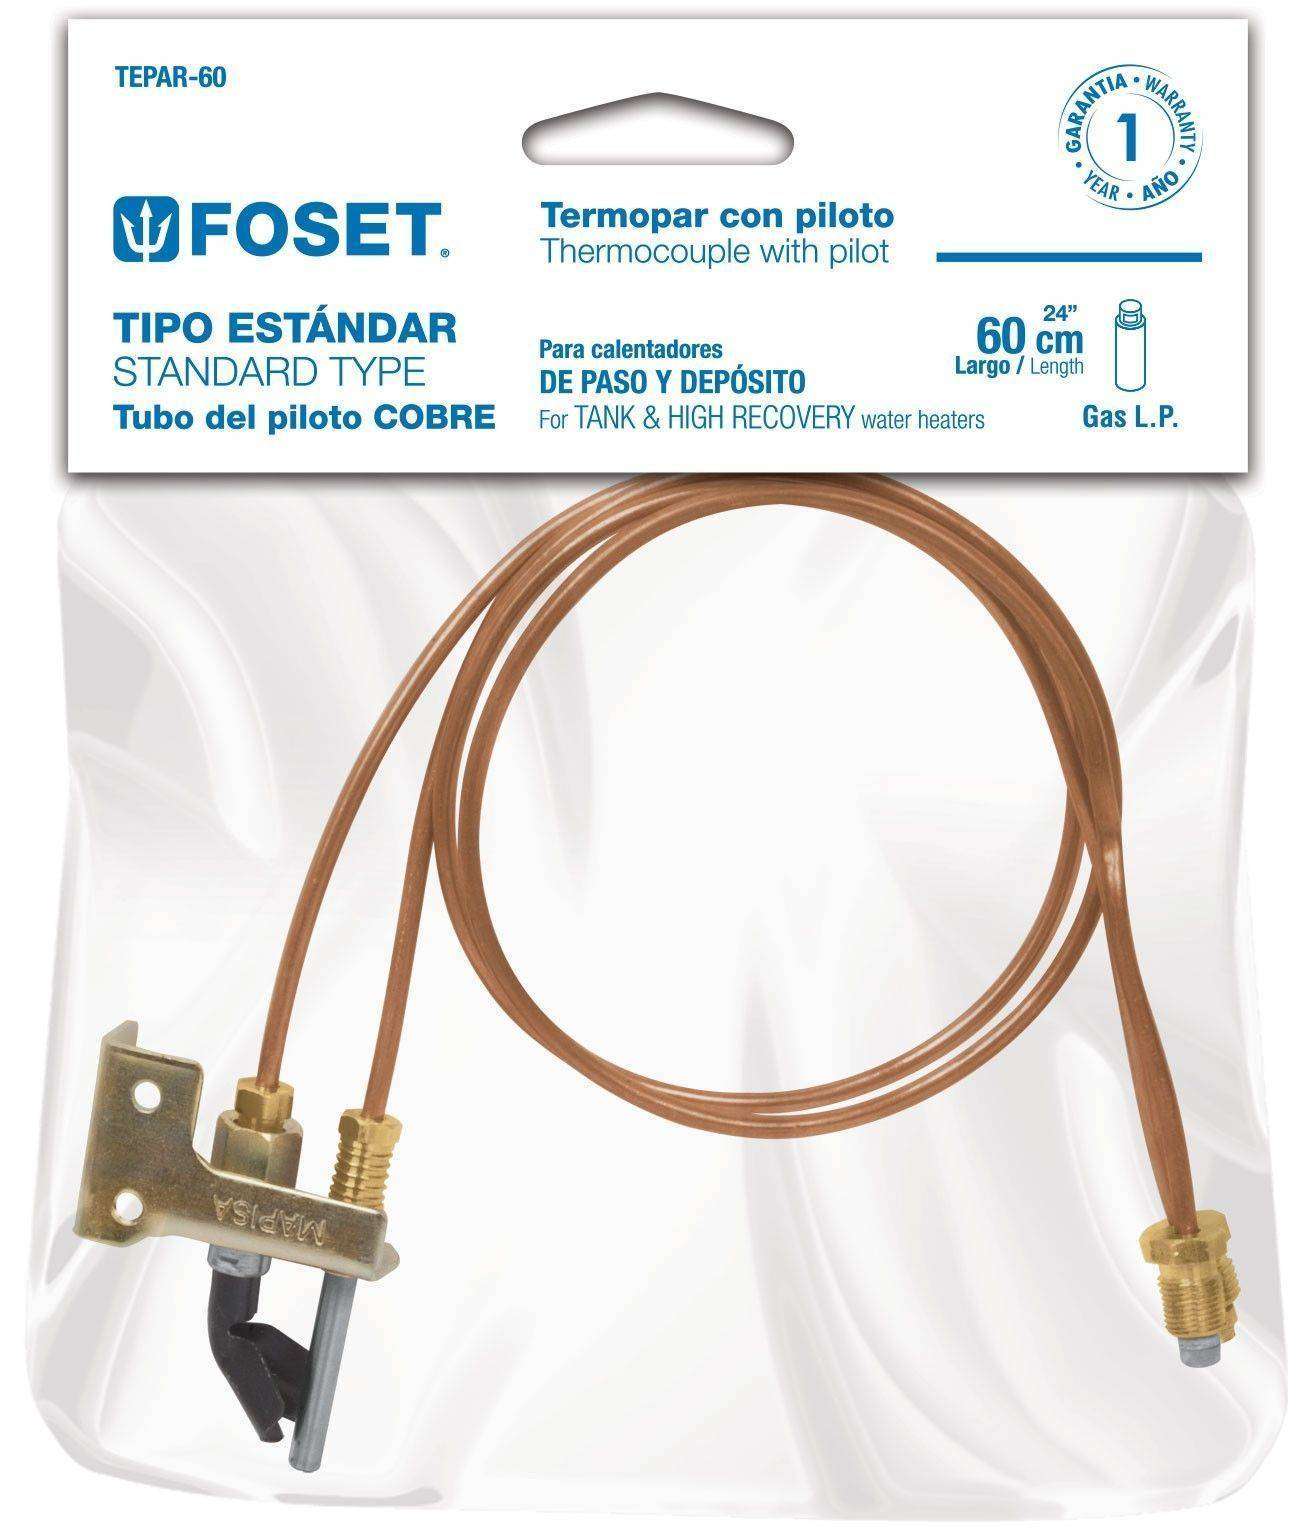 TEPAR-60
GARANTIA • WARRANTY
1
• YEAR • AÑO •
FOSET®
Termopar con piloto
Thermocouple with pilot
TIPO ESTÁNDAR
STANDARD TYPE
Tubo del piloto COBRE
Para calentadores
DE PASO Y DEPÓSITO
For TANK & HIGH RECOVERY water heaters
24”
60 cm
Largo / Length
Gas L.P.
MAPISA